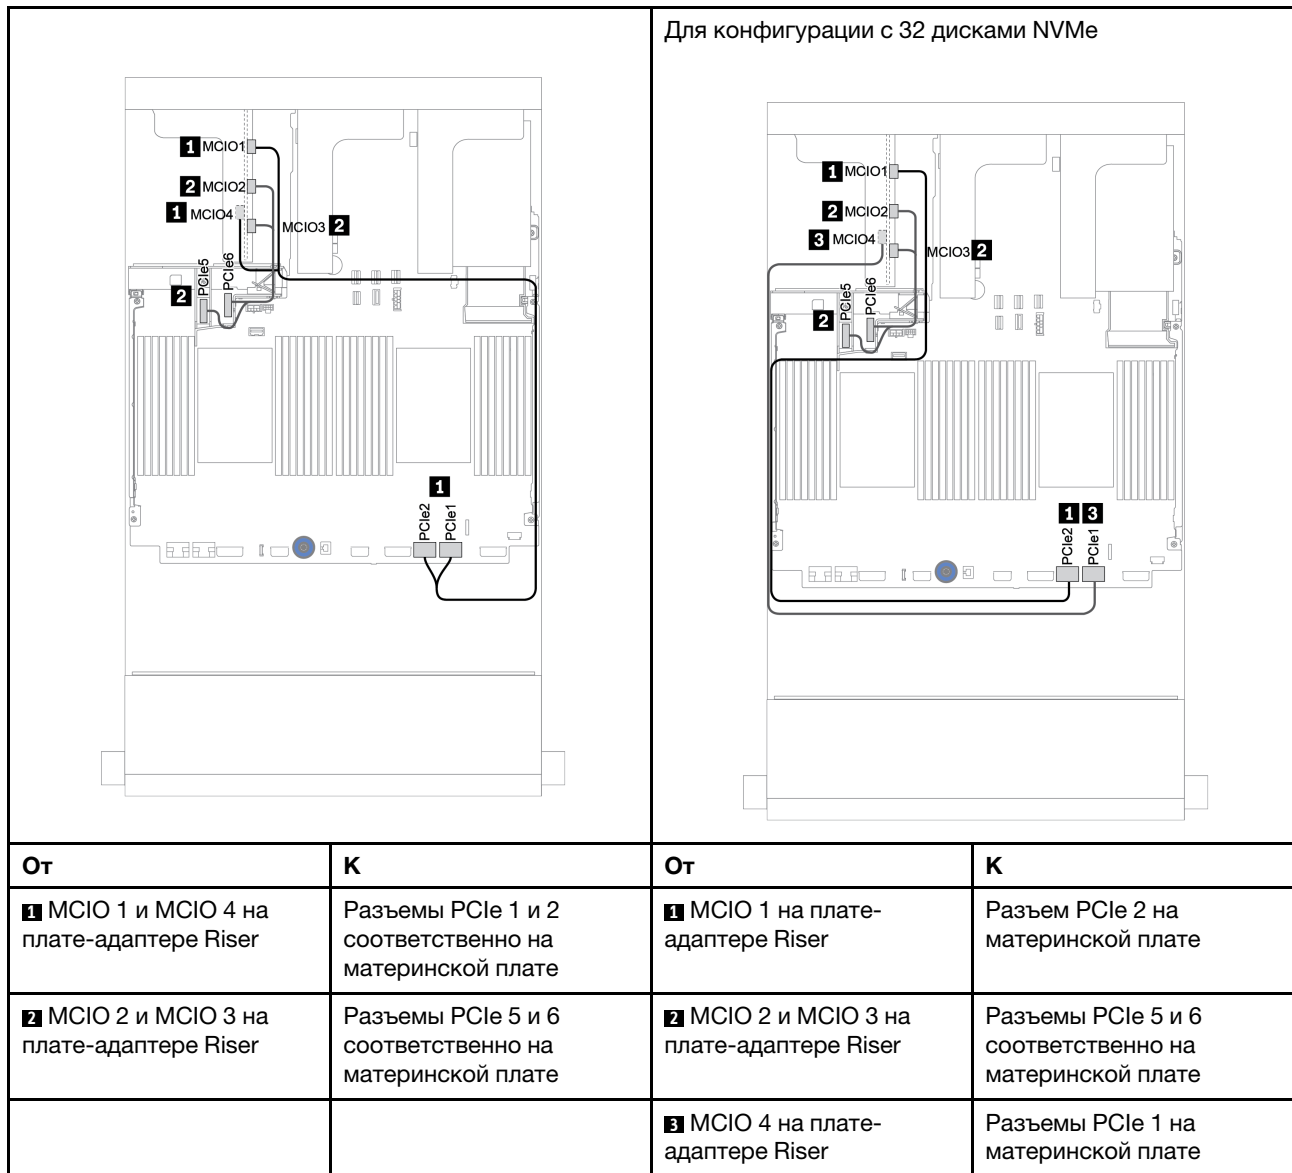 Для конфигурации с 32 дисками NVMe
1 MCIO1
2 MCIO2
1 MCIO4
MCIO3 2
2 PCIe5
PCIe6
1
PCIe2
PCIe1
1 MCIO1
2 MCIO2
3 MCIO4
MCIO3 2
2 PCIe5
PCIe6
1 3
PCIe2
PCIe1
От
К
От
К
1 MCIO 1 и MCIO 4 на
плате-адаптере Riser
Разъемы PCIe 1 и 2
соответственно на
материнской плате
1 MCIO 1 на плате-
адаптере Riser
Разъем PCIe 2 на
материнской плате
2 MCIO 2 и MCIO 3 на
плате-адаптере Riser
Разъемы PCIe 5 и 6
соответственно на
материнской плате
2 MCIO 2 и MCIO 3 на
плате-адаптере Riser
Разъемы PCIe 5 и 6
соответственно на
материнской плате
3 MCIO 4 на плате-
адаптере Riser
Разъемы PCIe 1 на
материнской плате